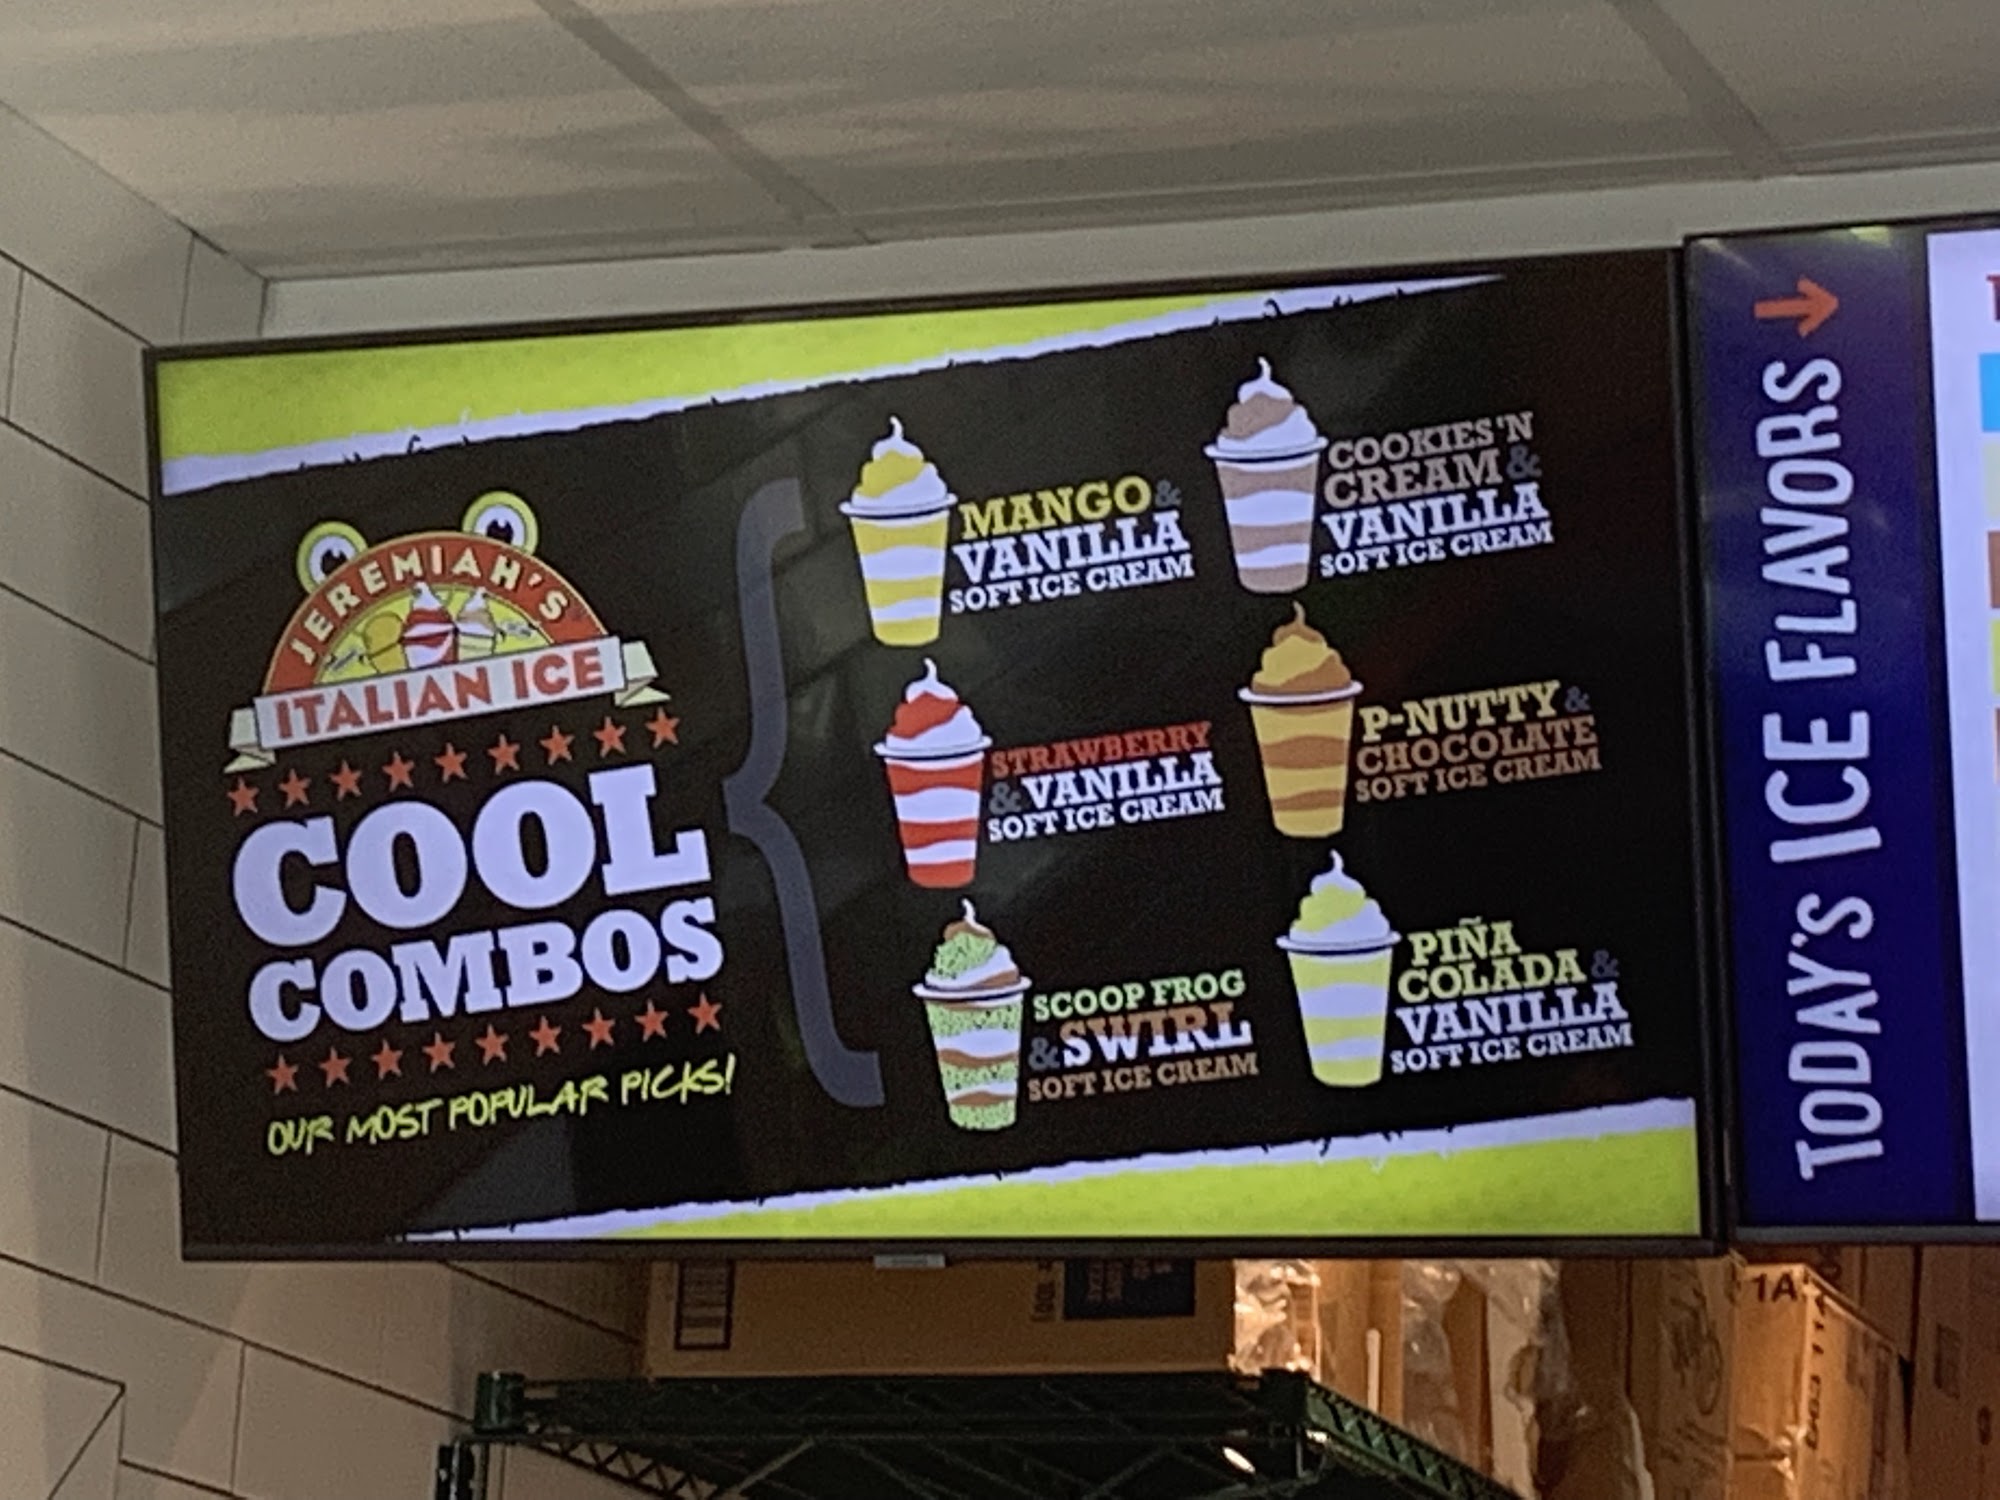 JEREMIAH'S
ITALIAN ICE
COOL
COMBOS
OUR MOST POPULAR PICKS!
MANGO &
VANILLA
SOFT ICE CREAM
STRAWBERRY
& VANILLA
SOFT ICE CREAM
SCOOP FROG
& SWIRL
SOFT ICE CREAM
COOKIES 'N
CREAM &
VANILLA
SOFT ICE CREAM
P-NUTTY &
CHOCOLATE
SOFT ICE CREAM
PIÑA
COLADA &
VANILLA
SOFT ICE CREAM
TODAY'S ICE FLAVORS
1A